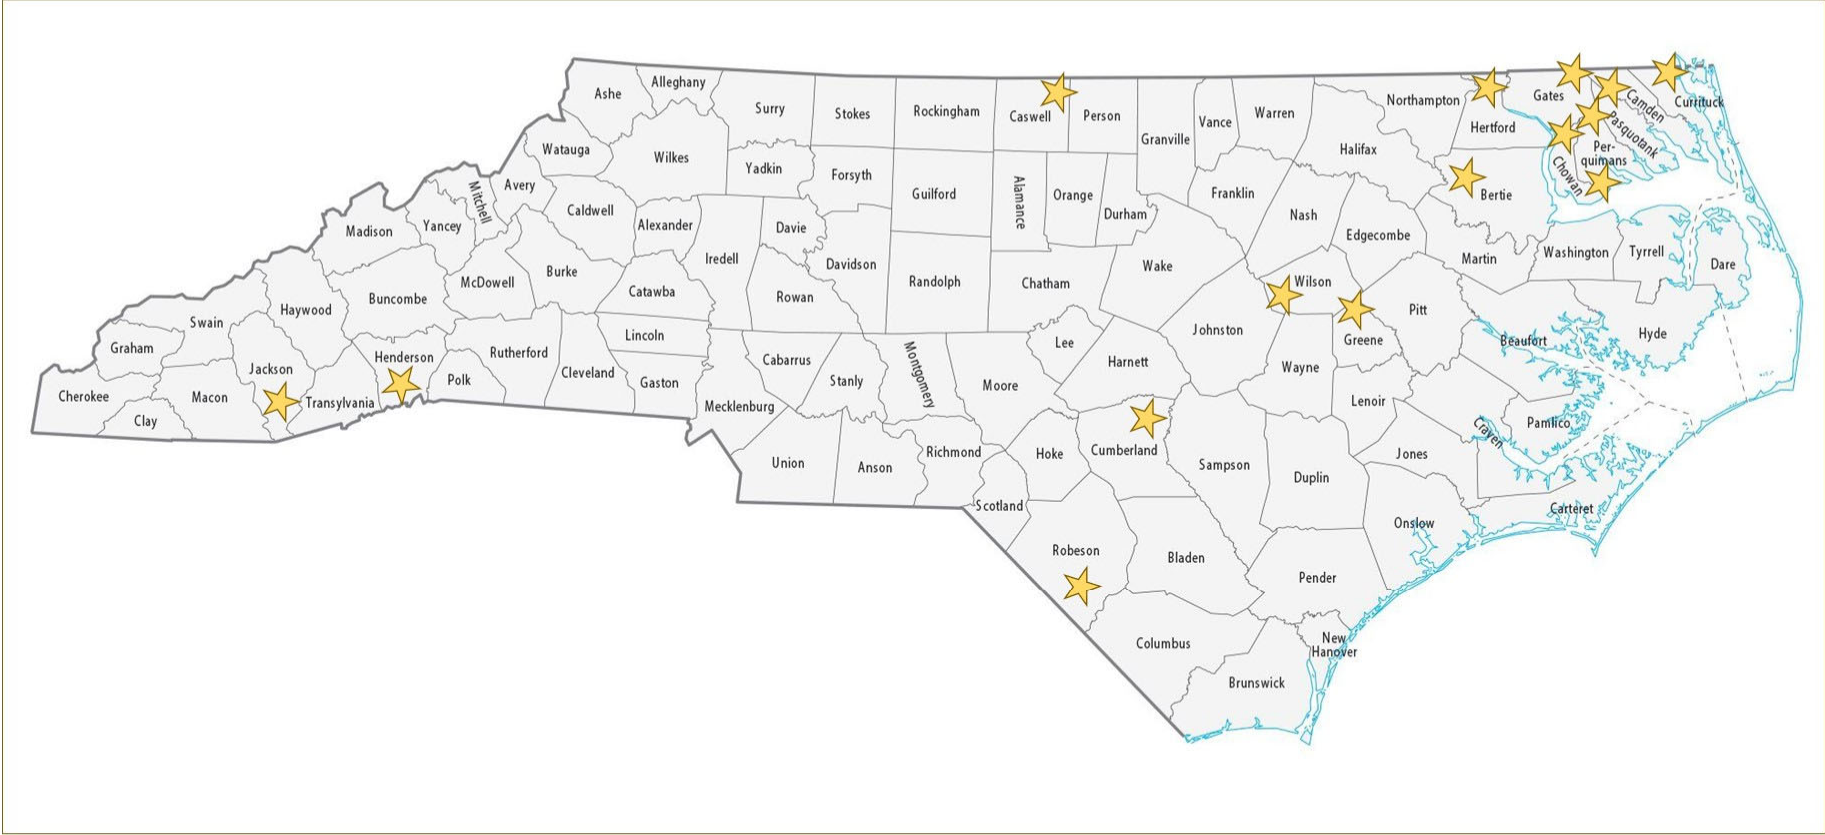 Alleghany
Ashe
Surry
Stokes
Rockingham
Caswell
Person
Granville
Vance
Warren
Northampton
Hertford
Gates
Camden
Currituck
Pasquotank
Per-
quimans
Chowan
Watauga
Wilkes
Yadkin
Forsyth
Guilford
Alamance
Orange
Durham
Franklin
Halifax
Nash
Edgecombe
Bertie
Martin
Washington
Tyrrell
Dare
Madison
Yancey
Mitchell
Avery
Caldwell
Alexander
Iredell
Davie
Davidson
Randolph
Chatham
Wake
Wilson
Pitt
Greene
Beaufort
Hyde
Swain
Haywood
Buncombe
McDowell
Burke
Catawba
Rowan
Lincoln
Graham
Jackson
Henderson
Polk
Rutherford
Cleveland
Gaston
Cabarrus
Stanly
Montgomery
Moore
Lee
Harnett
Johnston
Wayne
Lenoir
Craven
Pamlico
Cherokee
Clay
Macon
Transylvania
Mecklenburg
Union
Anson
Richmond
Scotland
Hoke
Cumberland
Sampson
Duplin
Jones
Onslow
Carteret
Robeson
Bladen
Pender
Columbus
New
Hanover
Brunswick